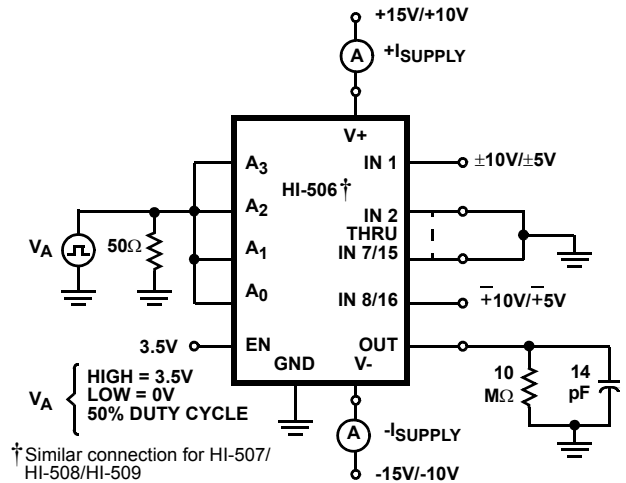 +15V/+10V
A
+ISUPPLY
V+
A3
IN 1
±10V/±5V
HI-506†
A2
IN 2
THRU
VA
50Ω
A1
IN 7/15
A0
IN 8/16
∓10V/∓5V
3.5V
EN
OUT
GND
V-
10
MΩ
14
pF
VA
HIGH = 3.5V
LOW = 0V
50% DUTY CYCLE
A
-ISUPPLY
†Similar connection for HI-507/
HI-508/HI-509
-15V/-10V